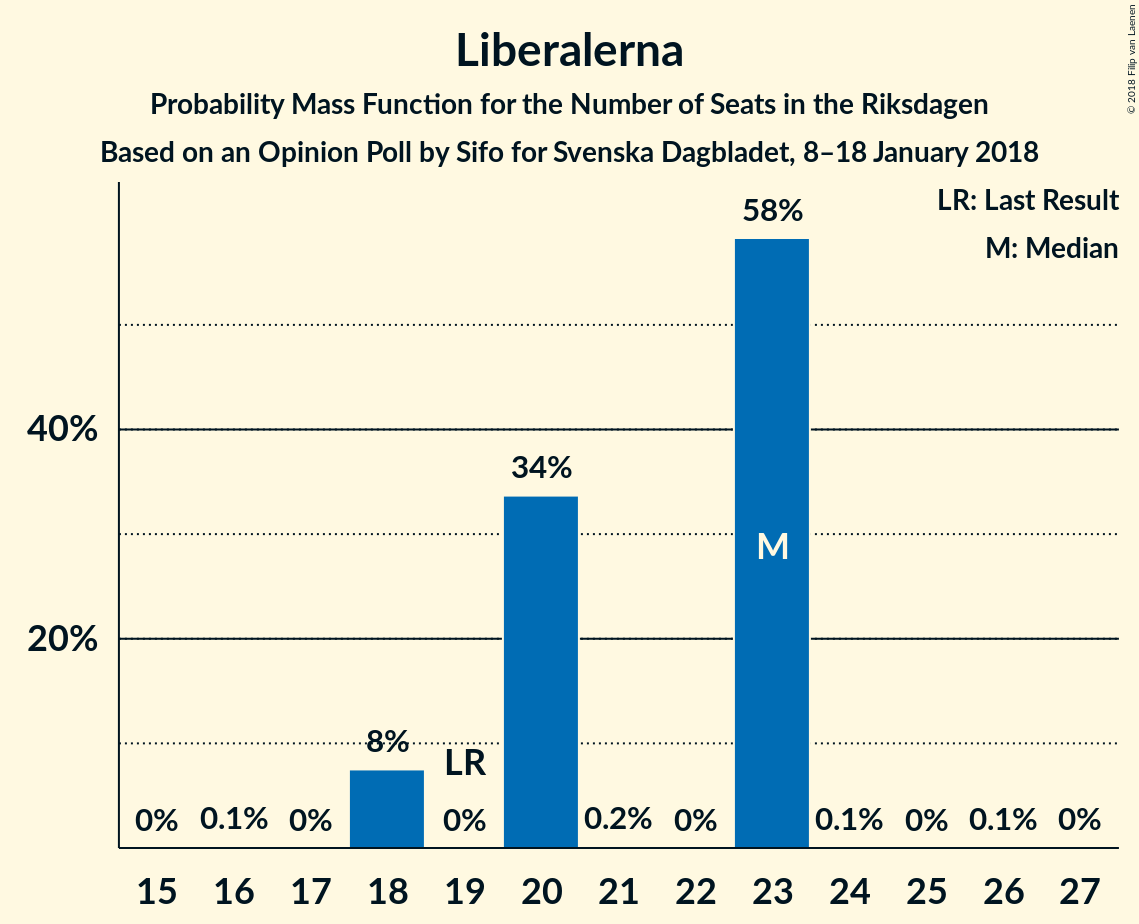 Liberalerna
Probability Mass Function for the Number of Seats in the Riksdagen
Based on an Opinion Poll by Sifo for Svenska Dagbladet, 8–18 January 2018
© 2018 Filip van Laenen
LR: Last Result
M: Median
58%
40%
34%
M
20%
8%
LR
0% 0.1% 0% 0% 0.2% 0% 0.1% 0% 0.1% 0%
15 16 17 18 19 20 21 22 23 24 25 26 27